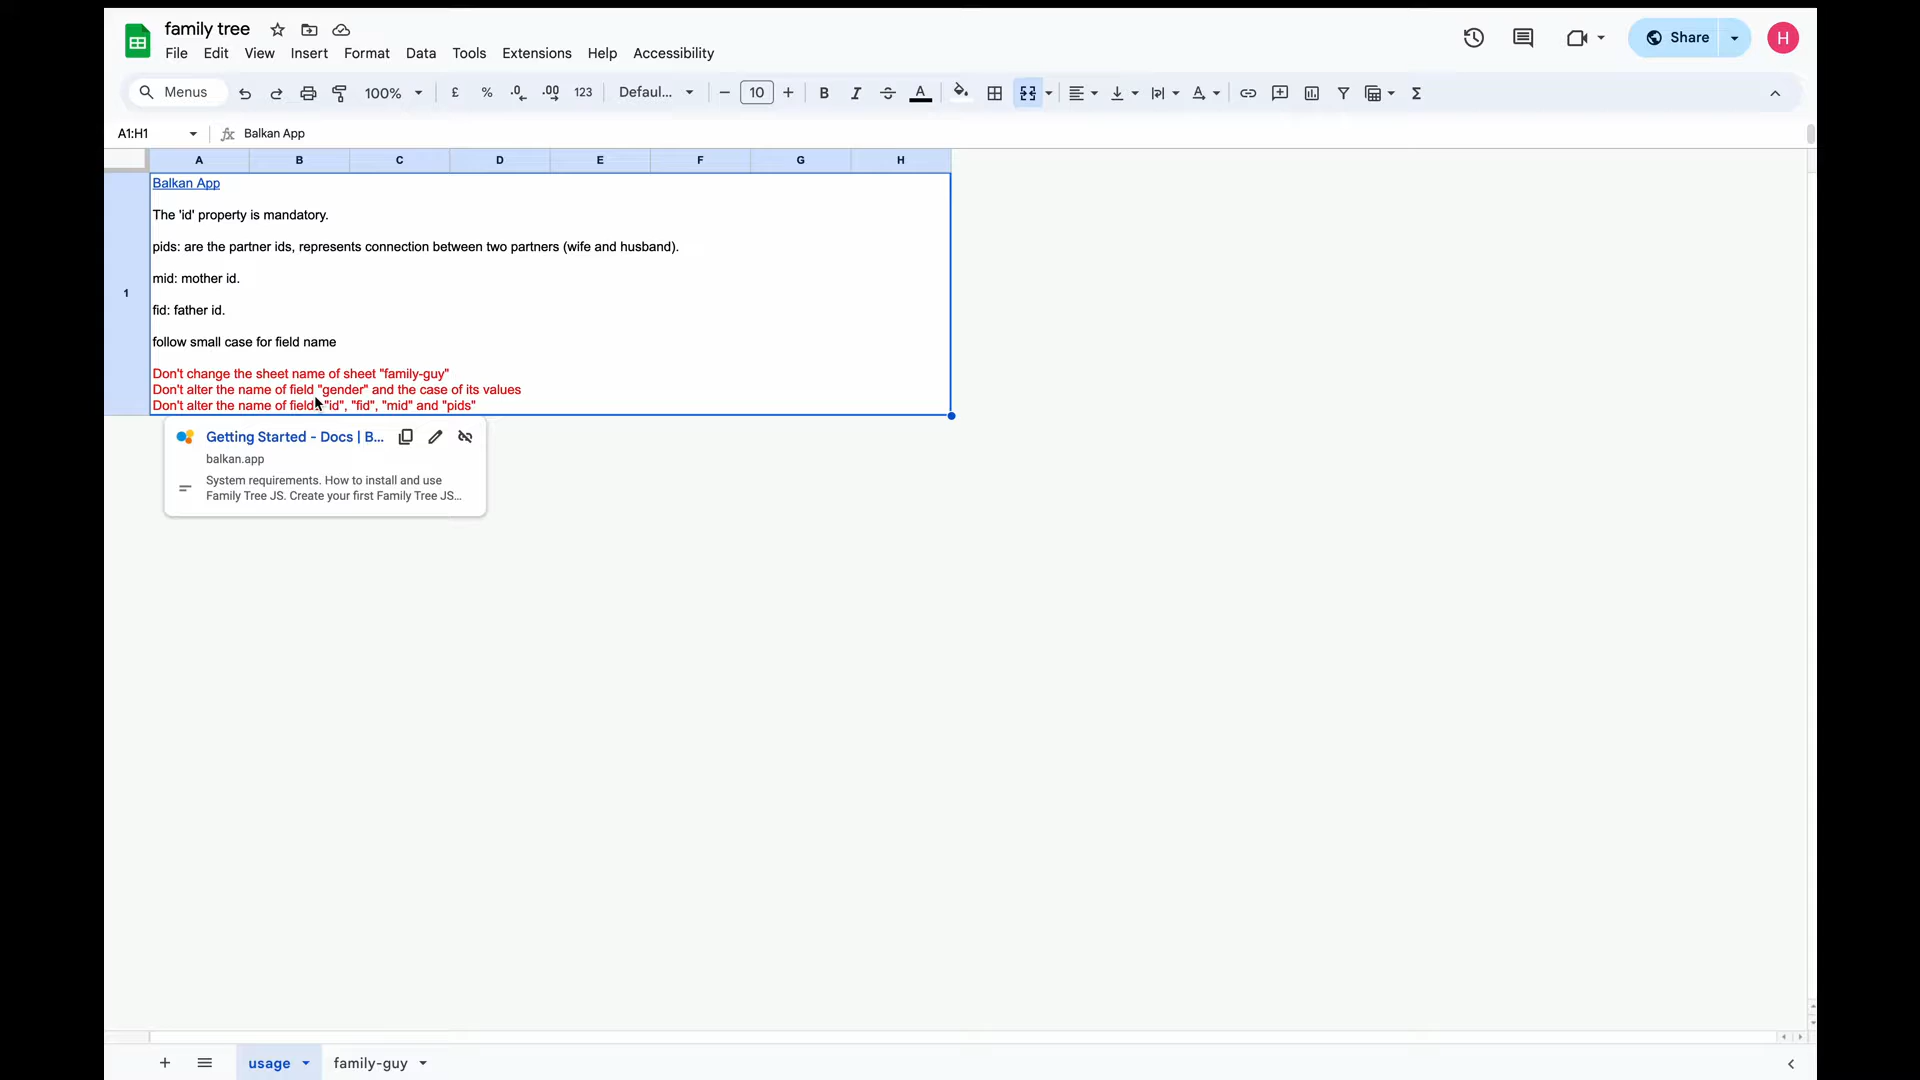 family tree
File Edit View Insert Format Data Tools Extensions Help Accessibility
Share
H
Menus
100%
£ % .0 .00 123
Defaul...
10
B I A
A1:H1
fx Balkan App
A B C D E F G H
1
Balkan App
The 'id' property is mandatory.
pids: are the partner ids, represents connection between two partners (wife and husband).
mid: mother id.
fid: father id.
follow small case for field name
Don't change the sheet name of sheet "family-guy"
Don't alter the name of field "gender" and the case of its values
Don't alter the name of field: "id", "fid", "mid" and "pids"
Getting Started - Docs | B...
balkan.app
System requirements. How to install and use
Family Tree JS. Create your first Family Tree JS...
usage
family-guy